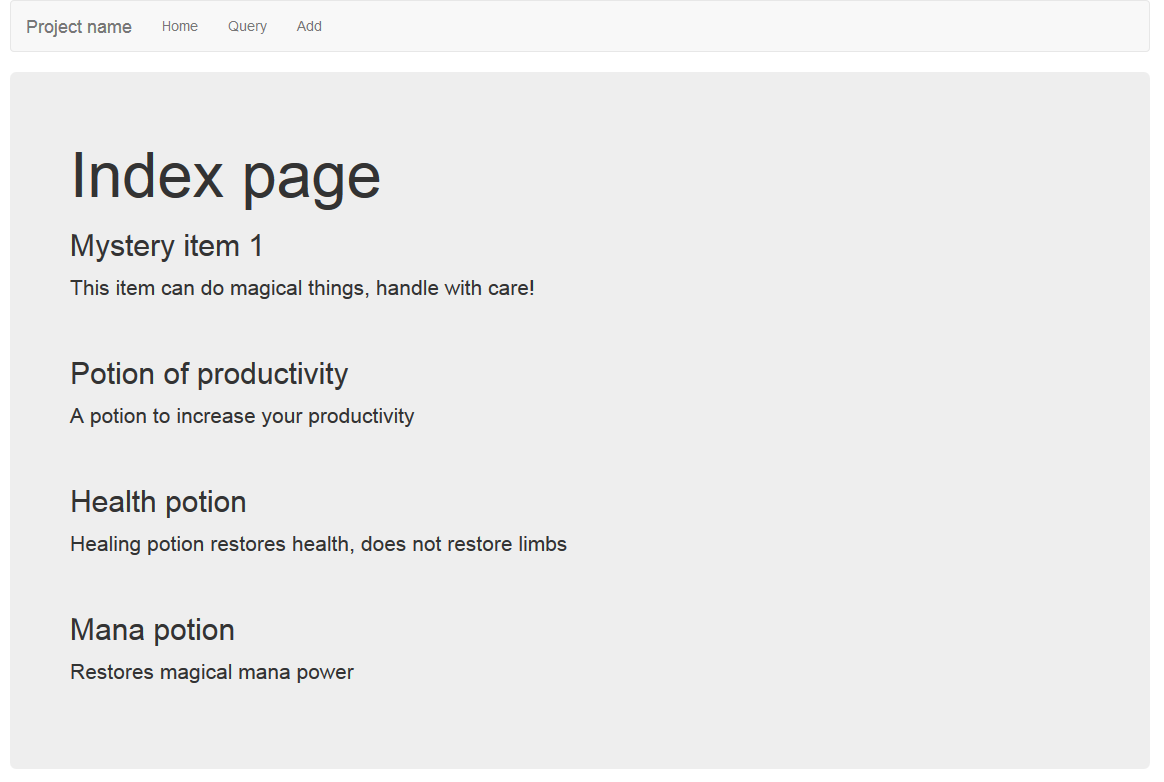 Project name Home Query Add
Index page
Mystery item 1
This item can do magical things, handle with care!
Potion of productivity
A potion to increase your productivity
Health potion
Healing potion restores health, does not restore limbs
Mana potion
Restores magical mana power